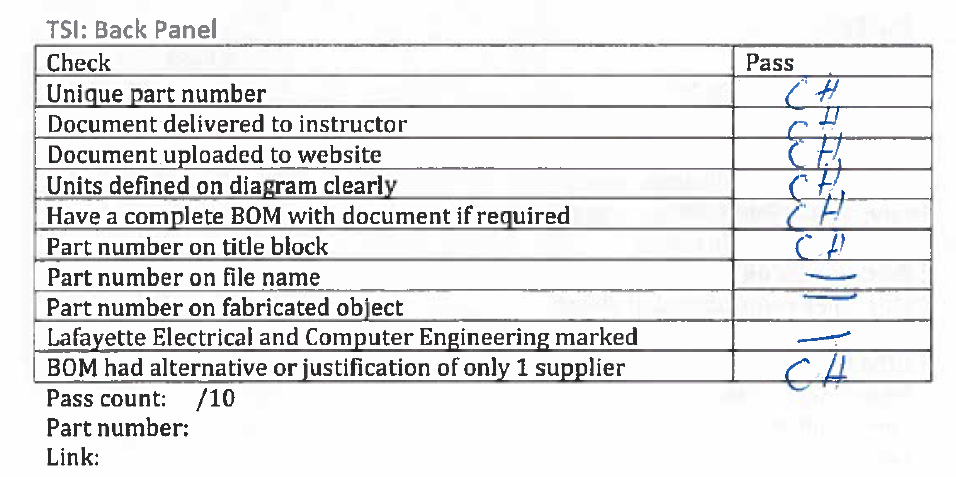 TSI: Back Panel
Check Pass
Unique part number CH
Document delivered to instructor CH
Document uploaded to website CH
Units defined on diagram clearly CH
Have a complete BOM with document if required CH
Part number on title block CH
Part number on file name —
Part number on fabricated object —
Lafayette Electrical and Computer Engineering marked —
BOM had alternative or justification of only 1 supplier CH
Pass count: /10
Part number:
Link: